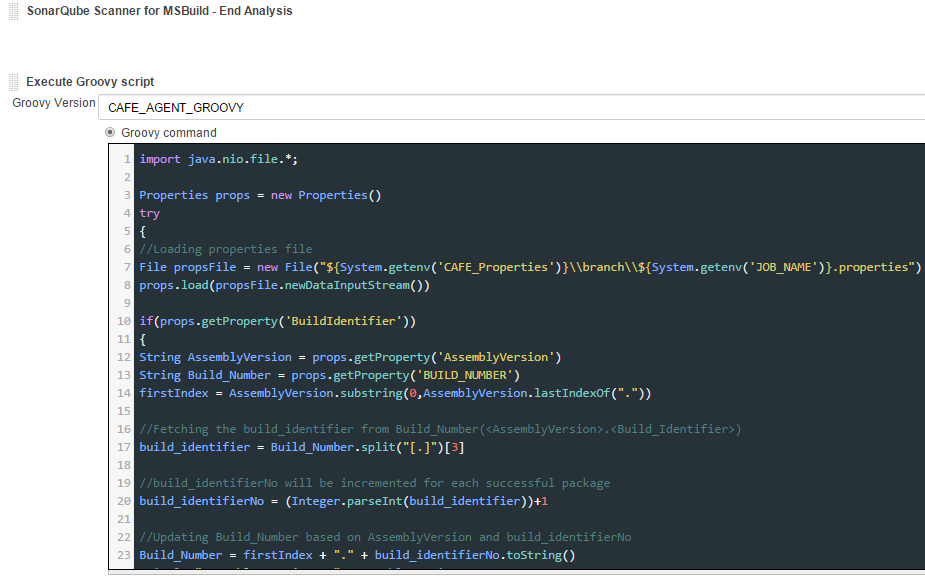 SonarQube Scanner for MSBuild - End Analysis
Execute Groovy script
Groovy Version CAFE_AGENT_GROOVY
Groovy command
1 import java.nio.file.*;
2
3 Properties props = new Properties()
4 try
5 {
6 //Loading properties file
7 File propsFile = new File("${System.getenv('CAFE_Properties')}\\branch\\${System.getenv('JOB_NAME')}.properties")
8 props.load(propsFile.newDataInputStream())
9
10 if(props.getProperty('BuildIdentifier'))
11 {
12 String AssemblyVersion = props.getProperty('AssemblyVersion')
13 String Build_Number = props.getProperty('BUILD_NUMBER')
14 firstIndex = AssemblyVersion.substring(0,AssemblyVersion.lastIndexOf("."))
15
16 //Fetching the build_identifier from Build_Number(<AssemblyVersion>.<Build_Identifier>)
17 build_identifier = Build_Number.split("[.]")[3]
18
19 //build_identifierNo will be incremented for each successful package
20 build_identifierNo = (Integer.parseInt(build_identifier))+1
21
22 //Updating Build_Number based on AssemblyVersion and build_identifierNo
23 Build_Number = firstIndex + "." + build_identifierNo.toString()